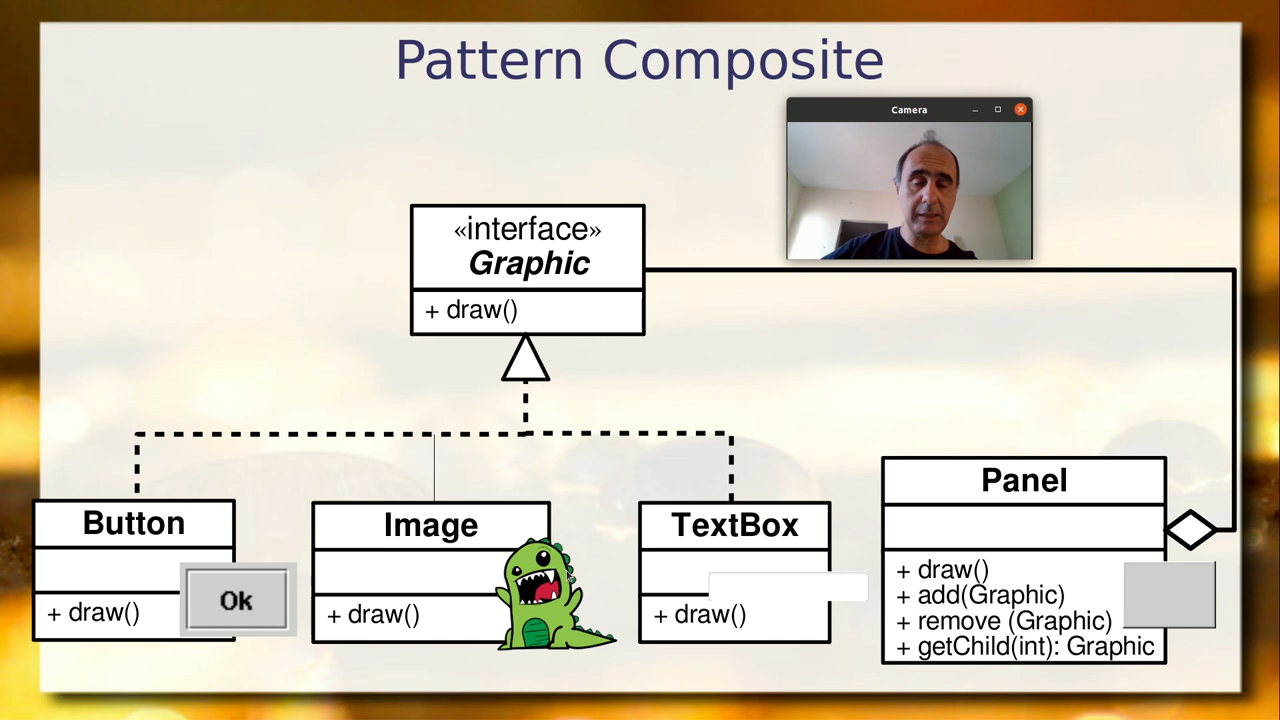 Pattern Composite
Camera
«interface»
Graphic
+ draw()
Button
+ draw()
Ok
Image
+ draw()
TextBox
+ draw()
Panel
+ draw()
+ add(Graphic)
+ remove (Graphic)
+ getChild(int): Graphic